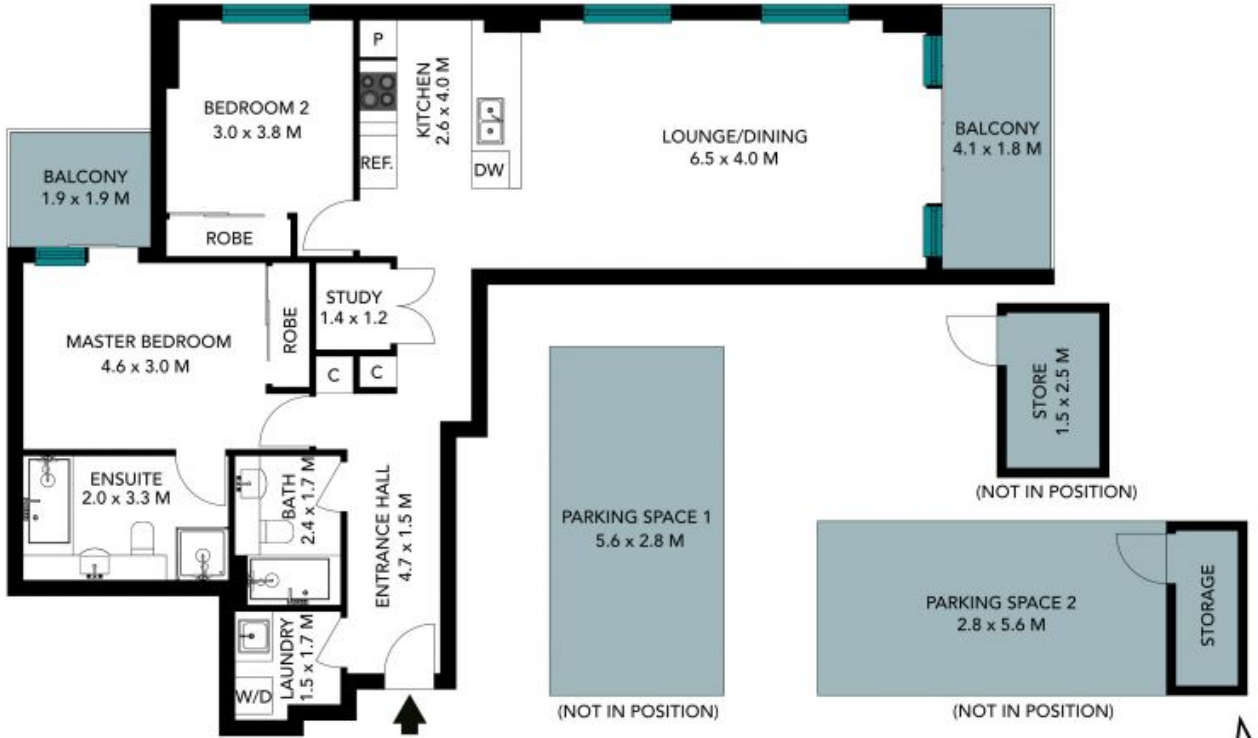 BEDROOM 2
3.0 x 3.8 M
P
KITCHEN
2.6 x 4.0 M
REF.
DW
LOUNGE/DINING
6.5 x 4.0 M
BALCONY
4.1 x 1.8 M
BALCONY
1.9 x 1.9 M
ROBE
MASTER BEDROOM
4.6 x 3.0 M
ROBE
STUDY
1.4 x 1.2
C
C
ENSUITE
2.0 x 3.3 M
BATH
2.4 x 1.7 M
ENTRANCE HALL
4.7 x 1.5 M
LAUNDRY
1.5 x 1.7 M
W/D
PARKING SPACE 1
5.6 x 2.8 M
(NOT IN POSITION)
STORE
1.5 x 2.5 M
(NOT IN POSITION)
PARKING SPACE 2
2.8 x 5.6 M
STORAGE
(NOT IN POSITION)